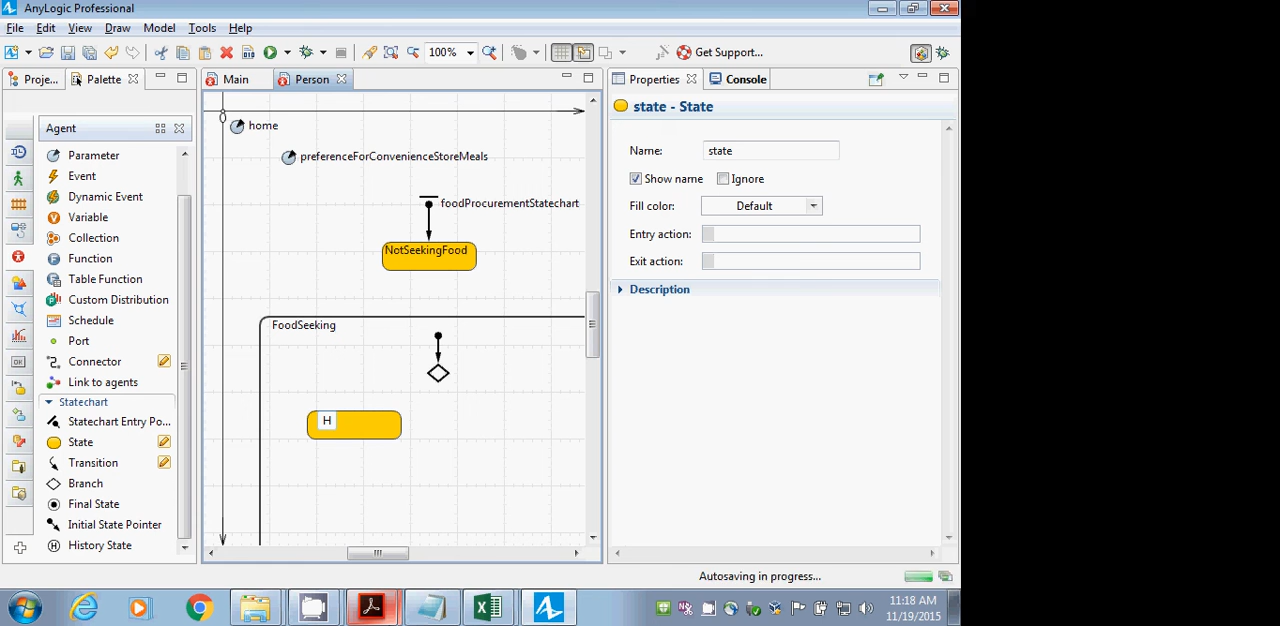 AnyLogic Professional
File Edit View Draw Model Tools Help
100% Get Support...
Proje... Palette Main Person Properties Console
Agent
Parameter
Event
Dynamic Event
Variable
Collection
Function
Table Function
Custom Distribution
Schedule
Port
Connector
Link to agents
Statechart
Statechart Entry Po...
State
Transition
Branch
Final State
Initial State Pointer
History State
home
preferenceForConvenienceStoreMeals
foodProcurementStatechart
NotSeekingFood
FoodSeeking
H
state - State
Name: state
Show name Ignore
Fill color: Default
Entry action:
Exit action:
Description
Autosaving in progress...
11:18 AM
11/19/2015